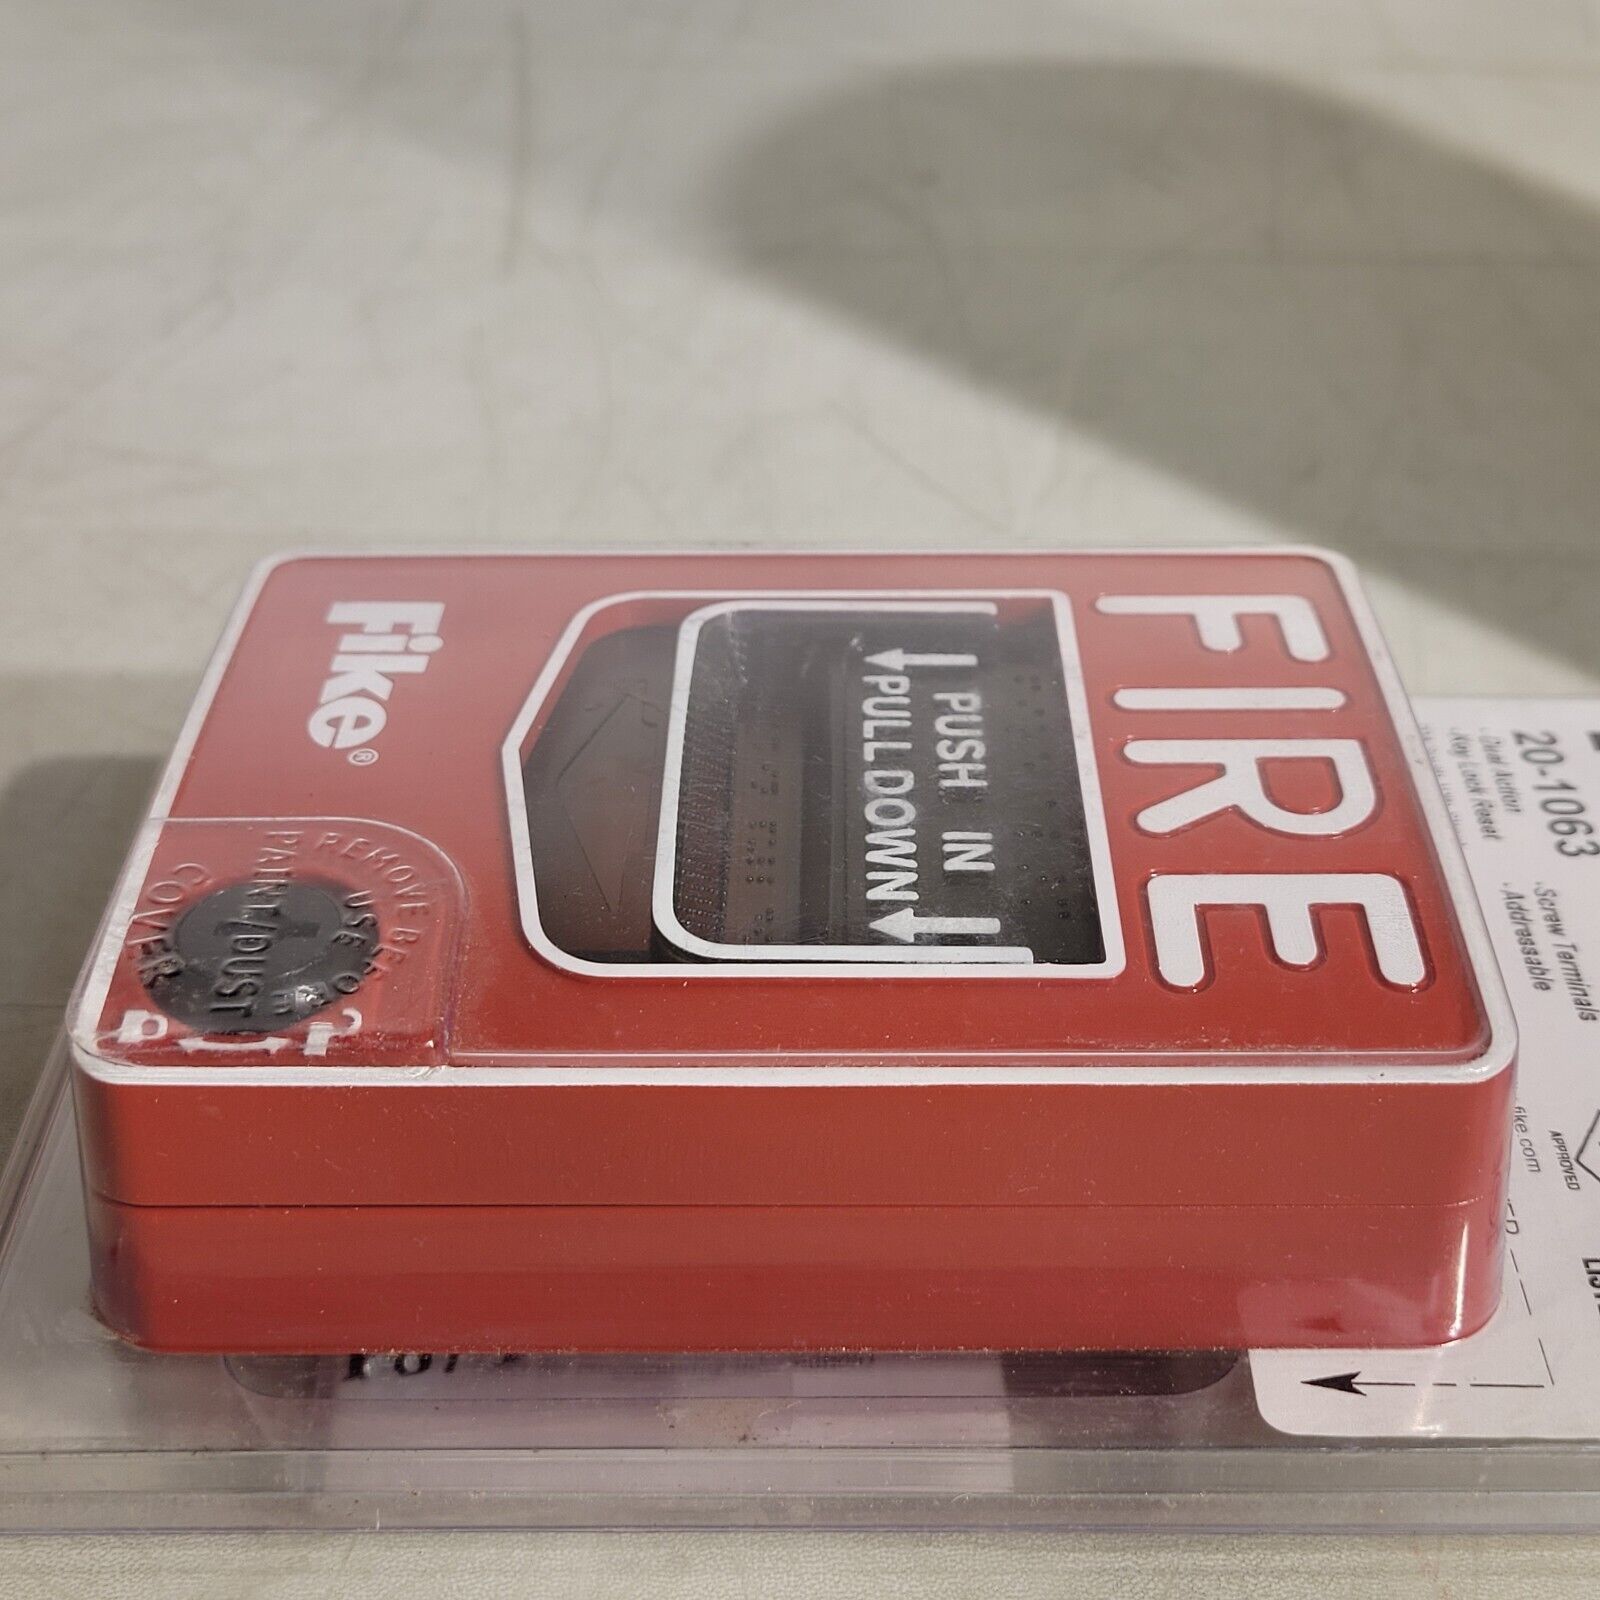 FIRE
PUSH IN
PULL DOWN
Fike®
REMOVE BEFORE
USE OF
PAINT/DUST
COVER
20-1063
·Dual Action
·Key Lock Reset
·Screw Terminals
·Addressable
fike.com
APPROVED